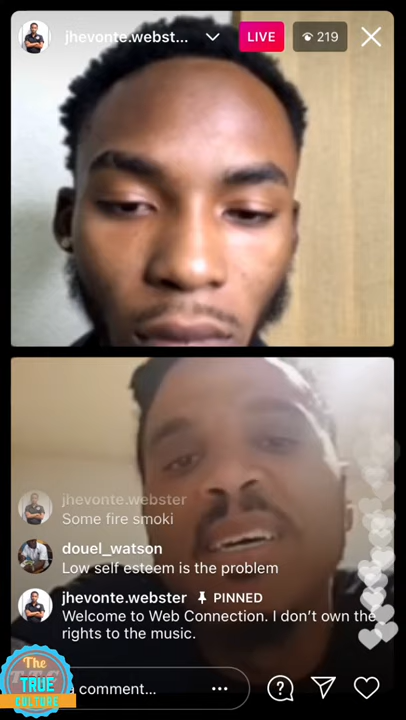 jhevonte.webst...
LIVE
219
jhevonte.webster
Some fire smoki
douel_watson
Low self esteem is the problem
jhevonte.webster PINNED
Welcome to Web Connection. I don't own the
rights to the music.
a comment...
The
TRUE
CULTURE